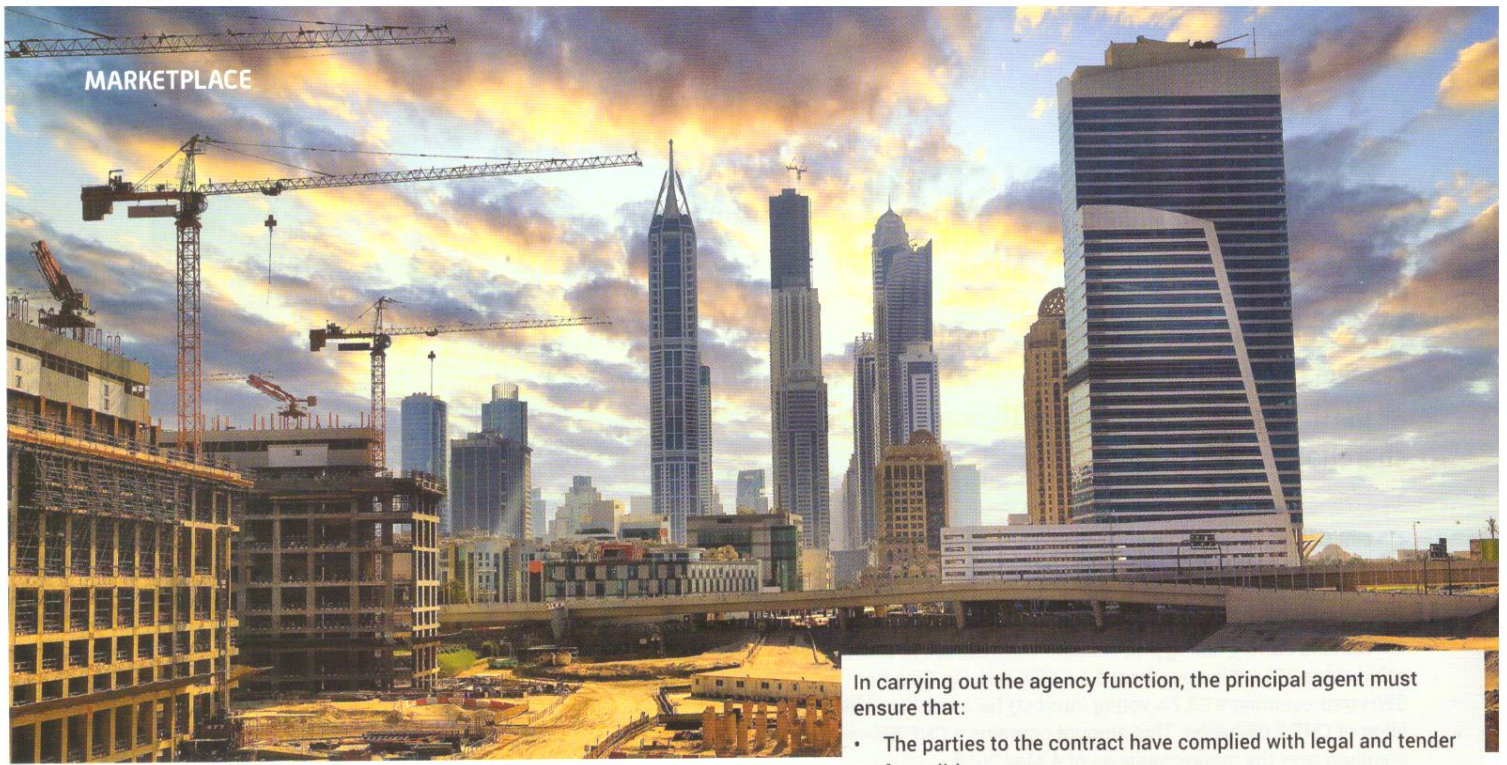 MARKETPLACE
In carrying out the agency function, the principal agent must
ensure that:
• The parties to the contract have complied with legal and tender